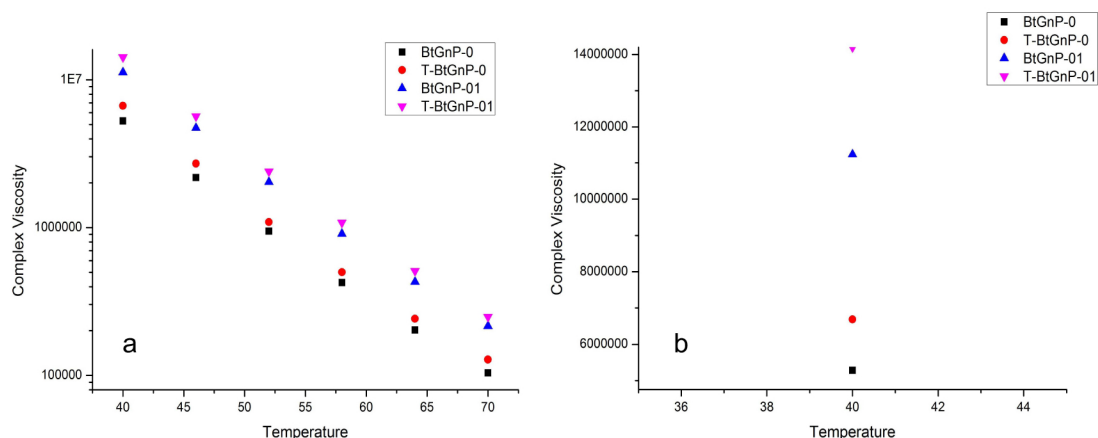 BtGnP-0
T-BtGnP-0
BtGnP-01
T-BtGnP-01
1E7
1000000
100000
Complex Viscosity
a
40 45 50 55 60 65 70
Temperature
BtGnP-0
T-BtGnP-0
BtGnP-01
T-BtGnP-01
14000000
12000000
10000000
8000000
6000000
Complex Viscosity
b
36 38 40 42 44
Temperature